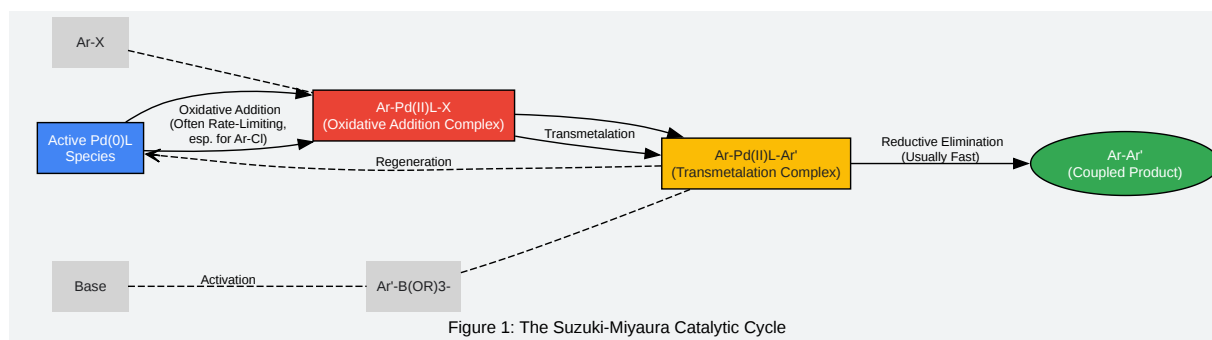 Ar-X
Oxidative Addition
(Often Rate-Limiting,
esp. for Ar-Cl)
Active Pd(0)L
Species
Ar-Pd(II)L-X
(Oxidative Addition Complex)
Transmetalation
Regeneration
Ar-Pd(II)L-Ar'
(Transmetalation Complex)
Reductive Elimination
(Usually Fast)
Ar-Ar'
(Coupled Product)
Base
Activation
Ar'-B(OR)3-
Figure 1: The Suzuki-Miyaura Catalytic Cycle